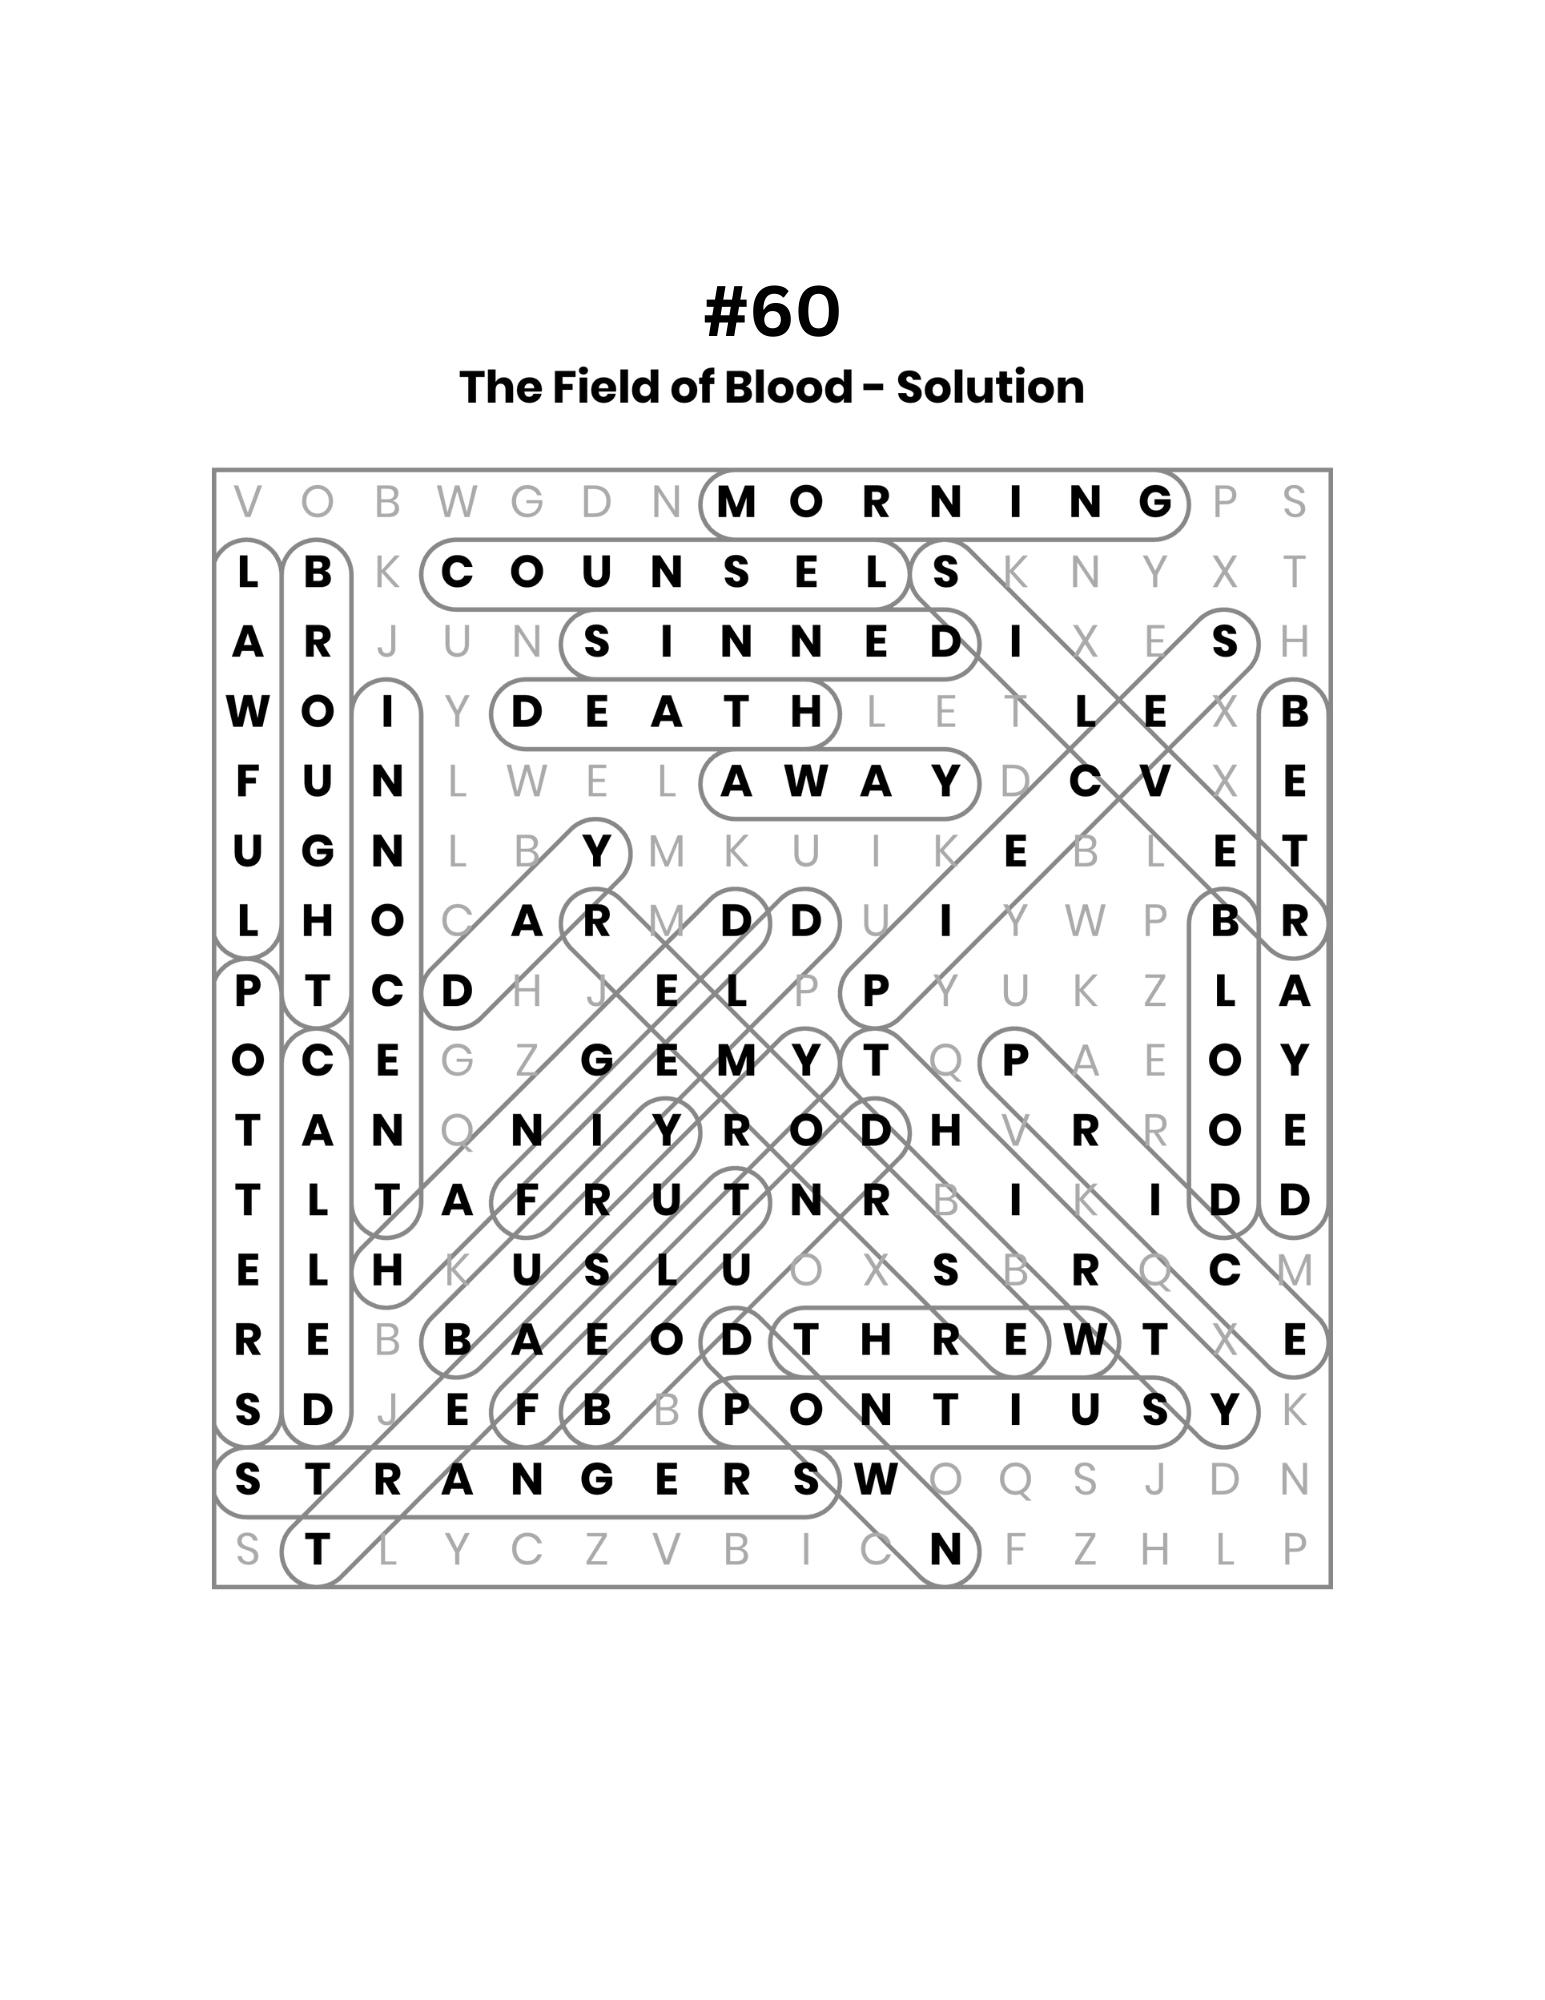 #60
The Field of Blood - Solution
V O B W G D N M O R N I N G P S
L B K C O U N S E L S K N Y X T
A R J U N S I N N E D I X E S H
W O I Y D E A T H L E T L E X B
F U N L W E L A W A Y D C V X E
U G N L B Y M K U I K E B L E T
L H O C A R M D D U I Y W P B R
P T C D H J E L P P Y U K Z L A
O C E G Z G E M Y T Q P A E O Y
T A N Q N I Y R O D H V R R O E
T L T A F R U T N R B I K I D D
E L H K U S L U O X S B R Q C M
R E B B A E O D T H R E W T X E
S D J E F B B P O N T I U S Y K
S T R A N G E R S W O Q S J D N
S T L Y C Z V B I C N F Z H L P